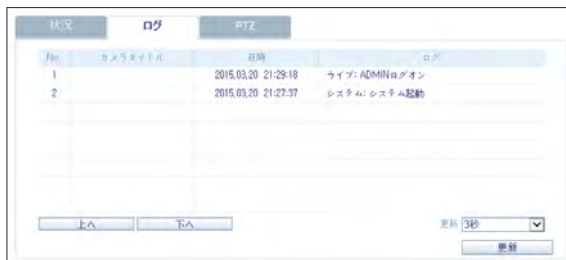 状況 ログ PTZ
No. カメラタイトル 日時 ログ
1 2015.03.20 21:29:18 ライブ: ADMINログオン
2 2015.03.20 21:27:37 システム: システム起動
上へ 下へ 更新 3秒
更新